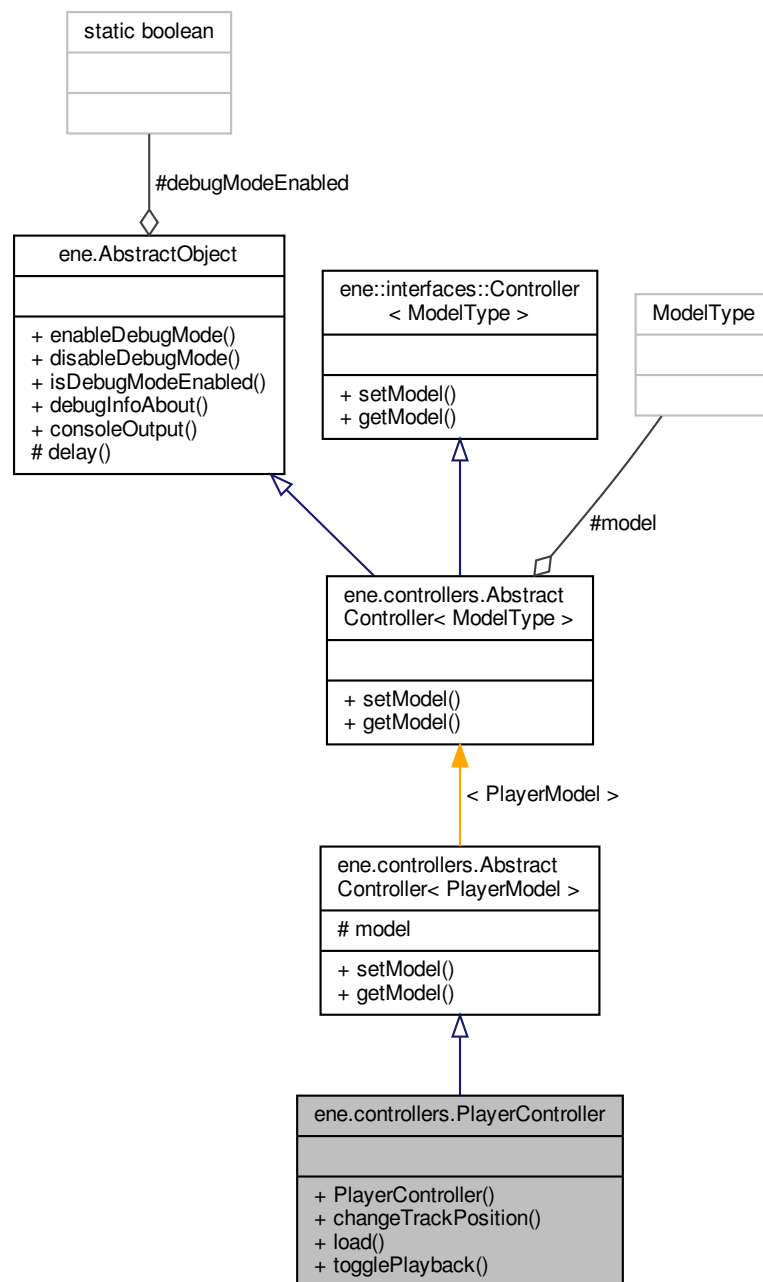 static boolean
#debugModeEnabled
ene.AbstractObject
+ enableDebugMode()
+ disableDebugMode()
+ isDebugModeEnabled()
+ debugInfoAbout()
+ consoleOutput()
# delay()
ene::interfaces::Controller
< ModelType >
+ setModel()
+ getModel()
ModelType
#model
ene.controllers.Abstract
Controller< ModelType >
+ setModel()
+ getModel()
< PlayerModel >
ene.controllers.Abstract
Controller< PlayerModel >
# model
+ setModel()
+ getModel()
ene.controllers.PlayerController
+ PlayerController()
+ changeTrackPosition()
+ load()
+ togglePlayback()